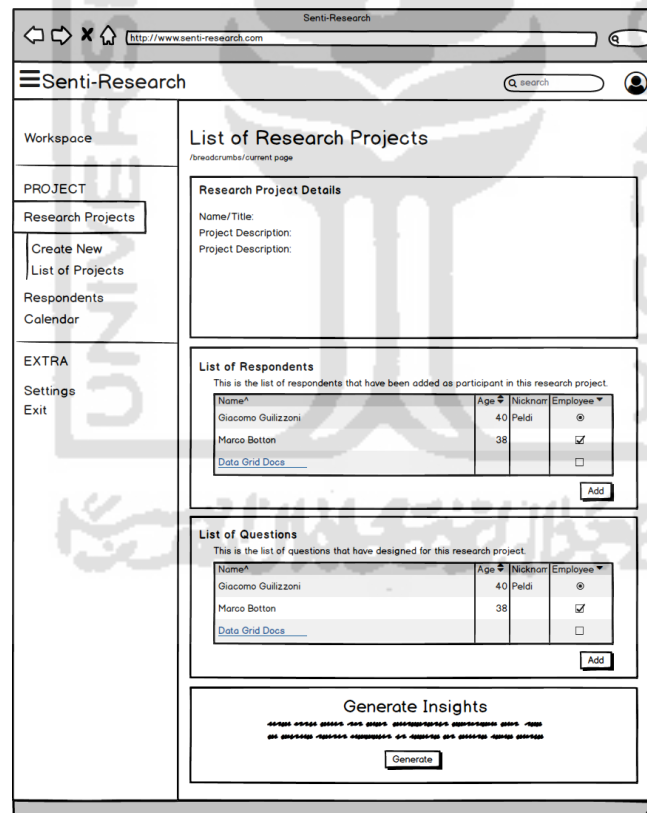 Senti-Research
http://www.senti-research.com
Senti-Research
search
Workspace
PROJECT
Research Projects
Create New
List of Projects
Respondents
Calendar
EXTRA
Settings
Exit
List of Research Projects
/breadcrumbs/current page
Research Project Details
Name/Title:
Project Description:
Project Description:
List of Respondents
This is the list of respondents that have been added as participant in this research project.
Name^ Age Nicknam Employee
Giacomo Guilizzoni 40 Peldi
Marco Botton 38
Data Grid Docs
Add
List of Questions
This is the list of questions that have designed for this research project.
Name^ Age Nicknam Employee
Giacomo Guilizzoni 40 Peldi
Marco Botton 38
Data Grid Docs
Add
Generate Insights
Generate